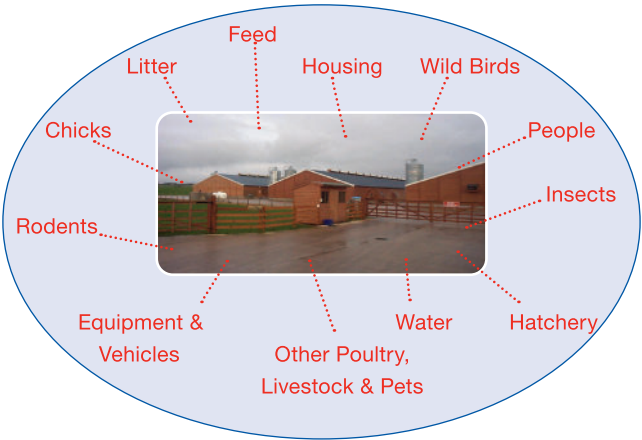 Feed
Litter
Housing
Wild Birds
Chicks
People
Insects
Rodents
Equipment &
Vehicles
Other Poultry,
Livestock & Pets
Water
Hatchery